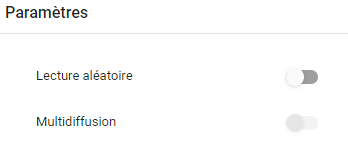 Paramètres
Lecture aléatoire
Multidiffusion